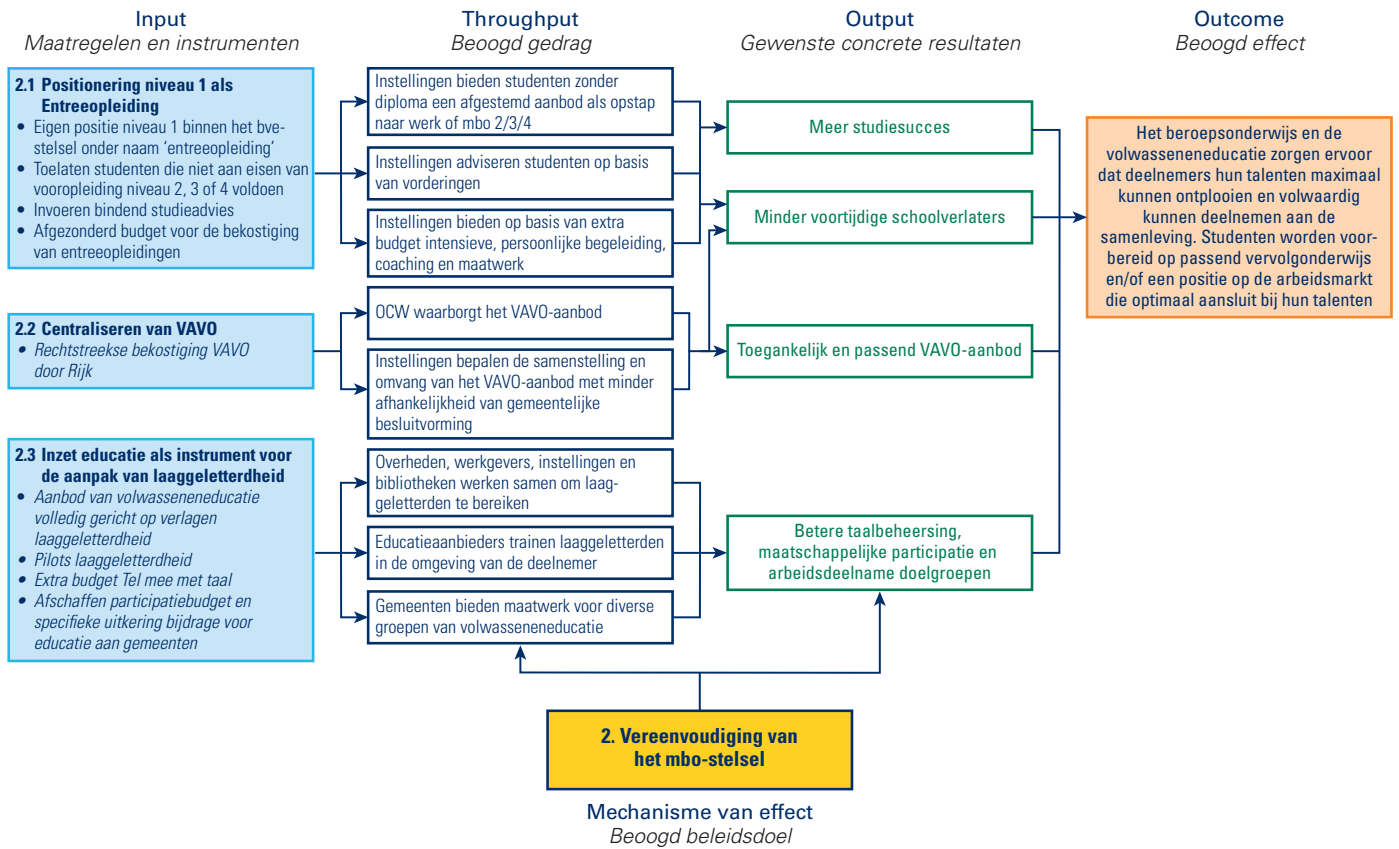 Input
Maatregelen en instrumenten
Throughput
Beoogd gedrag
Output
Gewenste concrete resultaten
Outcome
Beoogd effect
2.1 Positionering niveau 1 als
Entreeopleiding
• Eigen positie niveau 1 binnen het bve-
stelsel onder naam ‘entreeopleiding’
• Toelaten studenten die niet aan eisen van
vooropleiding niveau 2, 3 of 4 voldoen
• Invoeren bindend studieadvies
• Afgezonderd budget voor de bekostiging
van entreeopleidingen
2.2 Centraliseren van VAVO
• Rechtstreekse bekostiging VAVO
door Rijk
2.3 Inzet educatie als instrument voor
de aanpak van laaggeletterdheid
• Aanbod van volwasseneneducatie
volledig gericht op verlagen
laaggeletterdheid
• Pilots laaggeletterdheid
• Extra budget Tel mee met taal
• Afschaffen participatiebudget en
specifieke uitkering bijdrage voor
educatie aan gemeenten
Instellingen bieden studenten zonder
diploma een afgestemd aanbod als opstap
naar werk of mbo 2/3/4
Instellingen adviseren studenten op basis
van vorderingen
Instellingen bieden op basis van extra
budget intensieve, persoonlijke begeleiding,
coaching en maatwerk
OCW waarborgt het VAVO-aanbod
Instellingen bepalen de samenstelling en
omvang van het VAVO-aanbod met minder
afhankelijkheid van gemeentelijke
besluitvorming
Overheden, werkgevers, instellingen en
bibliotheken werken samen om laag-
geletterden te bereiken
Educatieaanbieders trainen laaggeletterden
in de omgeving van de deelnemer
Gemeenten bieden maatwerk voor diverse
groepen van volwasseneneducatie
Meer studiesucces
Minder voortijdige schoolverlaters
Toegankelijk en passend VAVO-aanbod
Betere taalbeheersing,
maatschappelijke participatie en
arbeidsdeelname doelgroepen
Het beroepsonderwijs en de
volwasseneneducatie zorgen ervoor
dat deelnemers hun talenten maximaal
kunnen ontplooien en volwaardig
kunnen deelnemen aan de
samenleving. Studenten worden voor-
bereid op passend vervolgonderwijs
en/of een positie op de arbeidsmarkt
die optimaal aansluit bij hun talenten
2. Vereenvoudiging van
het mbo-stelsel
Mechanisme van effect
Beoogd beleidsdoel